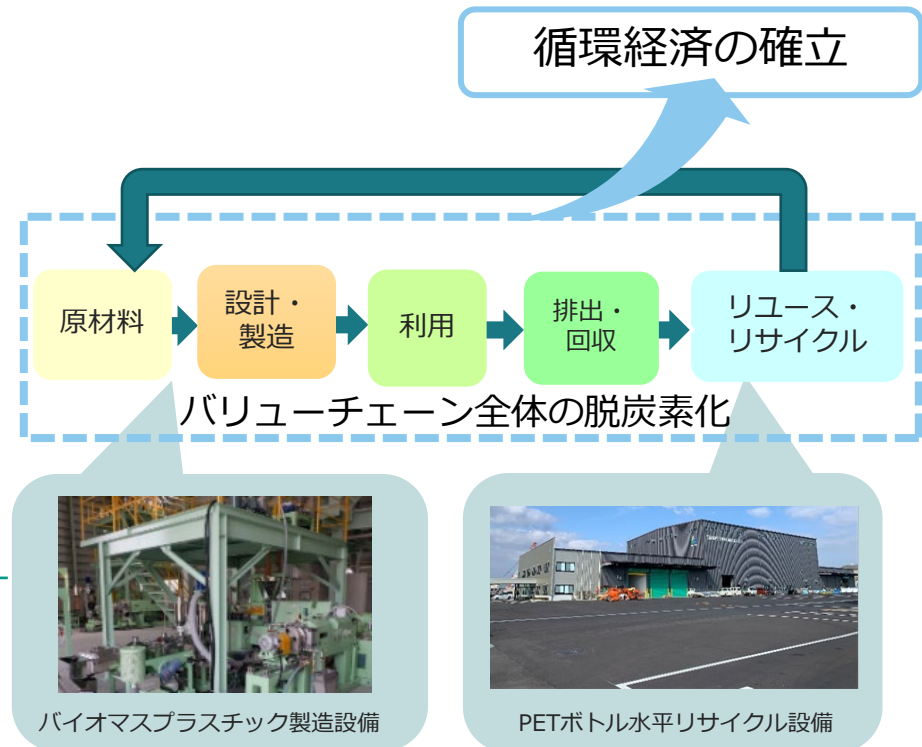 循環経済の確立
原材料
設計・
製造
利用
排出・
回収
リユース・
リサイクル
バリューチェーン全体の脱炭素化
バイオマスプラスチック製造設備
PETボトル水平リサイクル設備